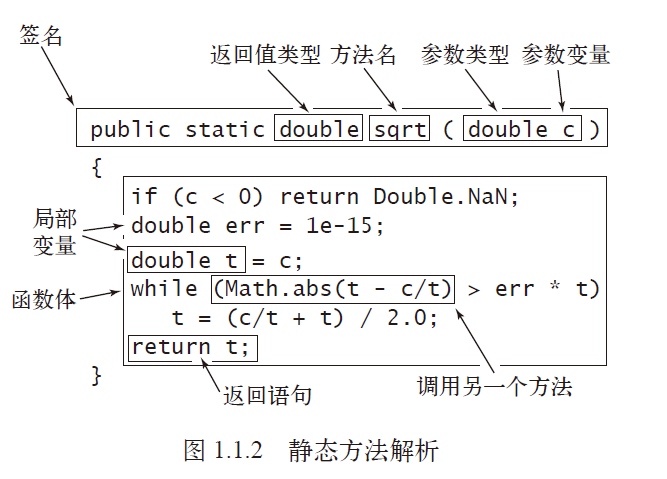 签名
返回值类型 方法名 参数类型 参数变量
public static double sqrt ( double c )
{
if (c < 0) return Double.NaN;
局部
变量
double err = 1e-15;
double t = c;
函数体
while (Math.abs(t - c/t) > err * t)
t = (c/t + t) / 2.0;
return t;
}
返回语句
调用另一个方法
图 1.1.2 静态方法解析